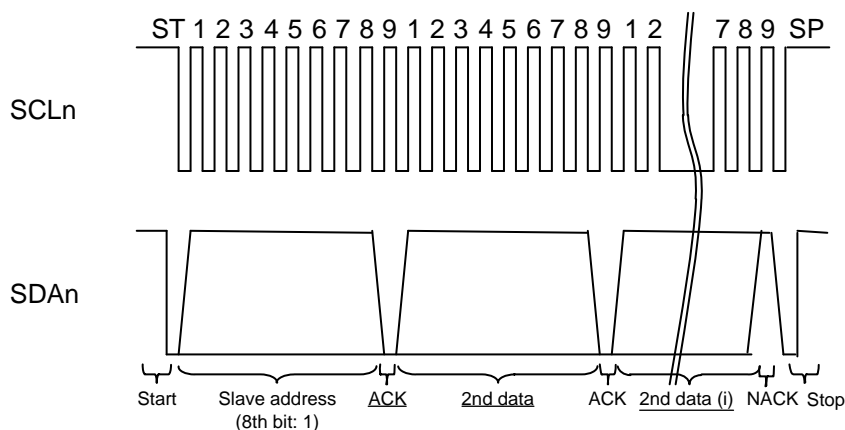 ST 1 2 3 4 5 6 7 8 9 1 2 3 4 5 6 7 8 9 1 2 7 8 9 SP
SCLn
SDAn
Start Slave address ACK 2nd data ACK 2nd data (i) NACK Stop
(8th bit: 1)